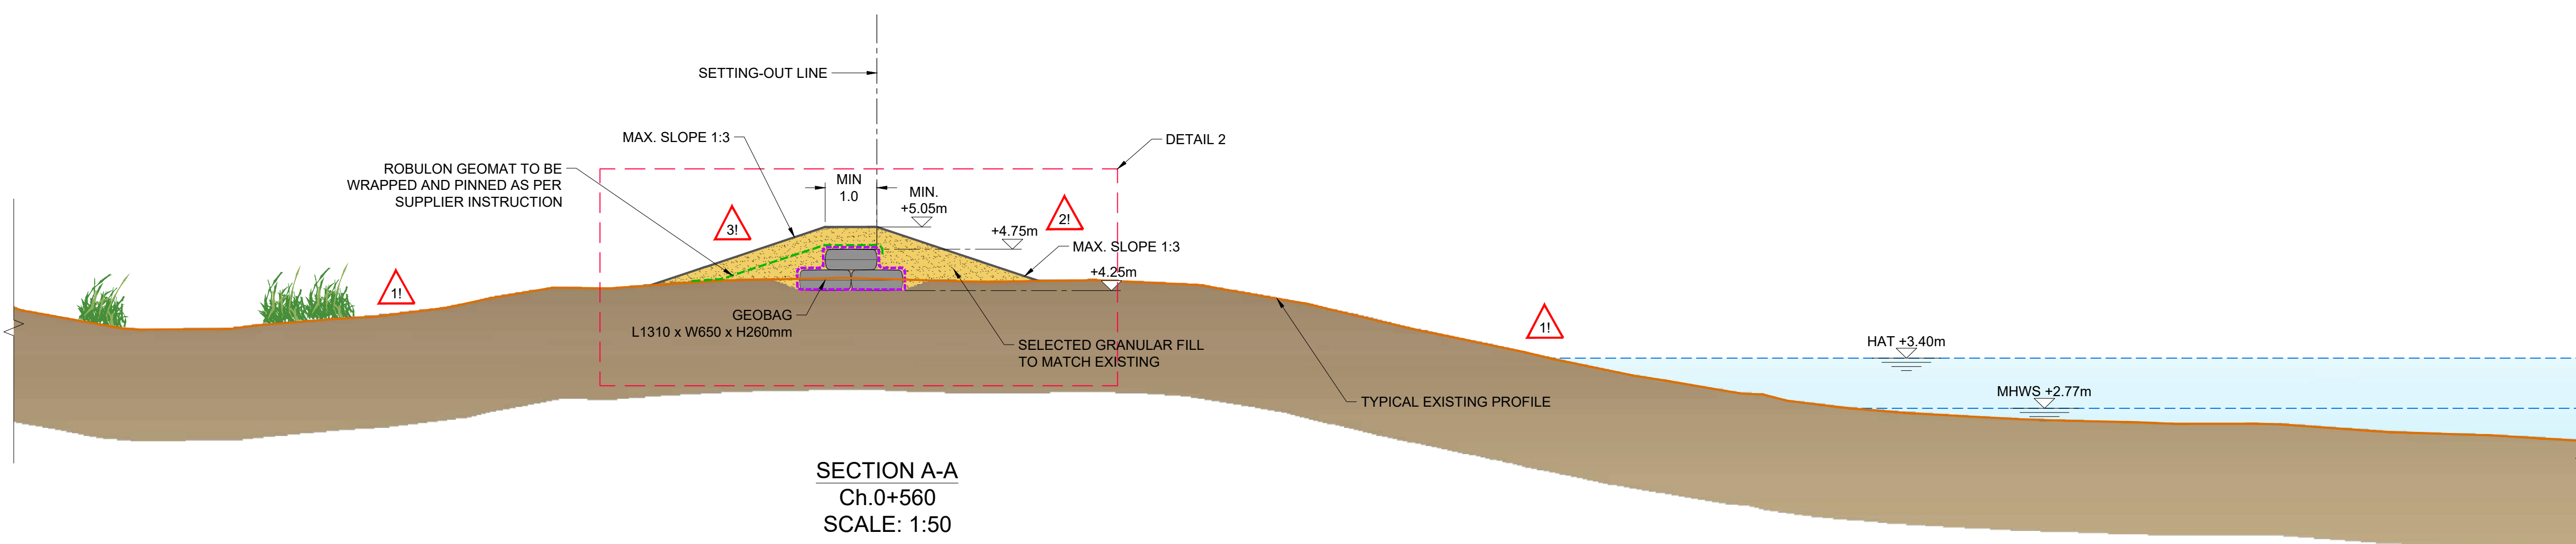 SETTING-OUT LINE
MAX. SLOPE 1:3
DETAIL 2
ROBULON GEOMAT TO BE
WRAPPED AND PINNED AS PER
SUPPLIER INSTRUCTION
MIN
1.0
MIN.
+5.05m
3!
2!
+4.75m
MAX. SLOPE 1:3
+4.25m
1!
GEOBAG
L1310 x W650 x H260mm
SELECTED GRANULAR FILL
TO MATCH EXISTING
1!
HAT +3.40m
MHWS +2.77m
TYPICAL EXISTING PROFILE
SECTION A-A
Ch.0+560
SCALE: 1:50